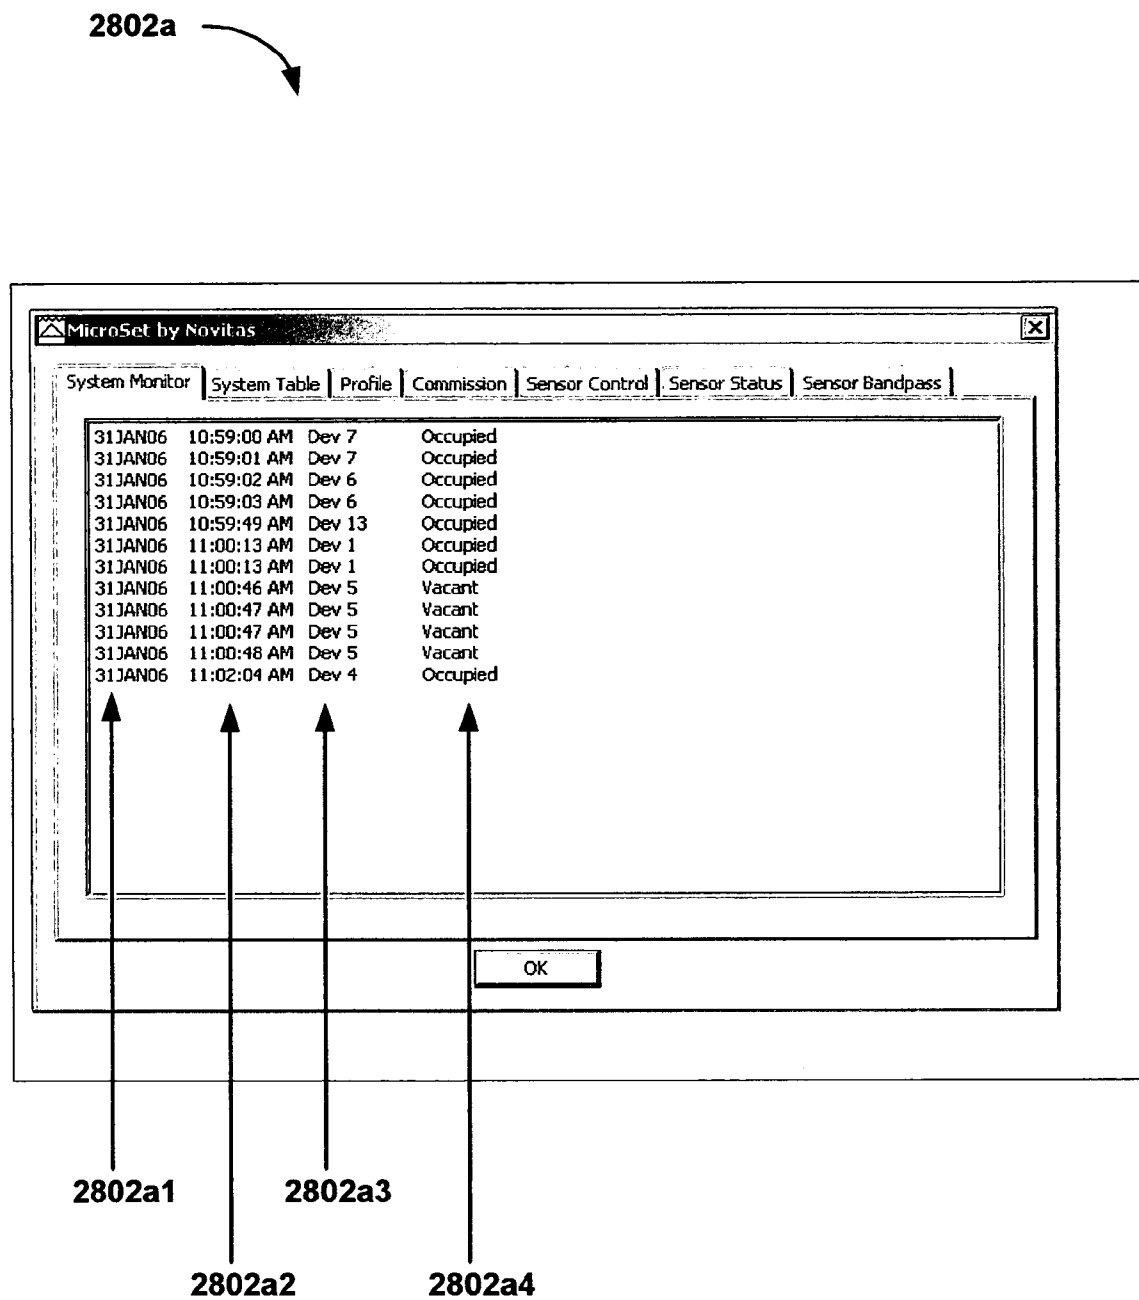 2802a
MicroSet by Novitas
System Monitor System Table Profile Commission Sensor Control Sensor Status Sensor Bandpass
31JAN06 10:59:00 AM Dev 7 Occupied
31JAN06 10:59:01 AM Dev 7 Occupied
31JAN06 10:59:02 AM Dev 6 Occupied
31JAN06 10:59:03 AM Dev 6 Occupied
31JAN06 10:59:49 AM Dev 13 Occupied
31JAN06 11:00:13 AM Dev 1 Occupied
31JAN06 11:00:13 AM Dev 1 Occupied
31JAN06 11:00:46 AM Dev 5 Vacant
31JAN06 11:00:47 AM Dev 5 Vacant
31JAN06 11:00:47 AM Dev 5 Vacant
31JAN06 11:00:48 AM Dev 5 Vacant
31JAN06 11:02:04 AM Dev 4 Occupied
OK
2802a1 2802a3
2802a2 2802a4